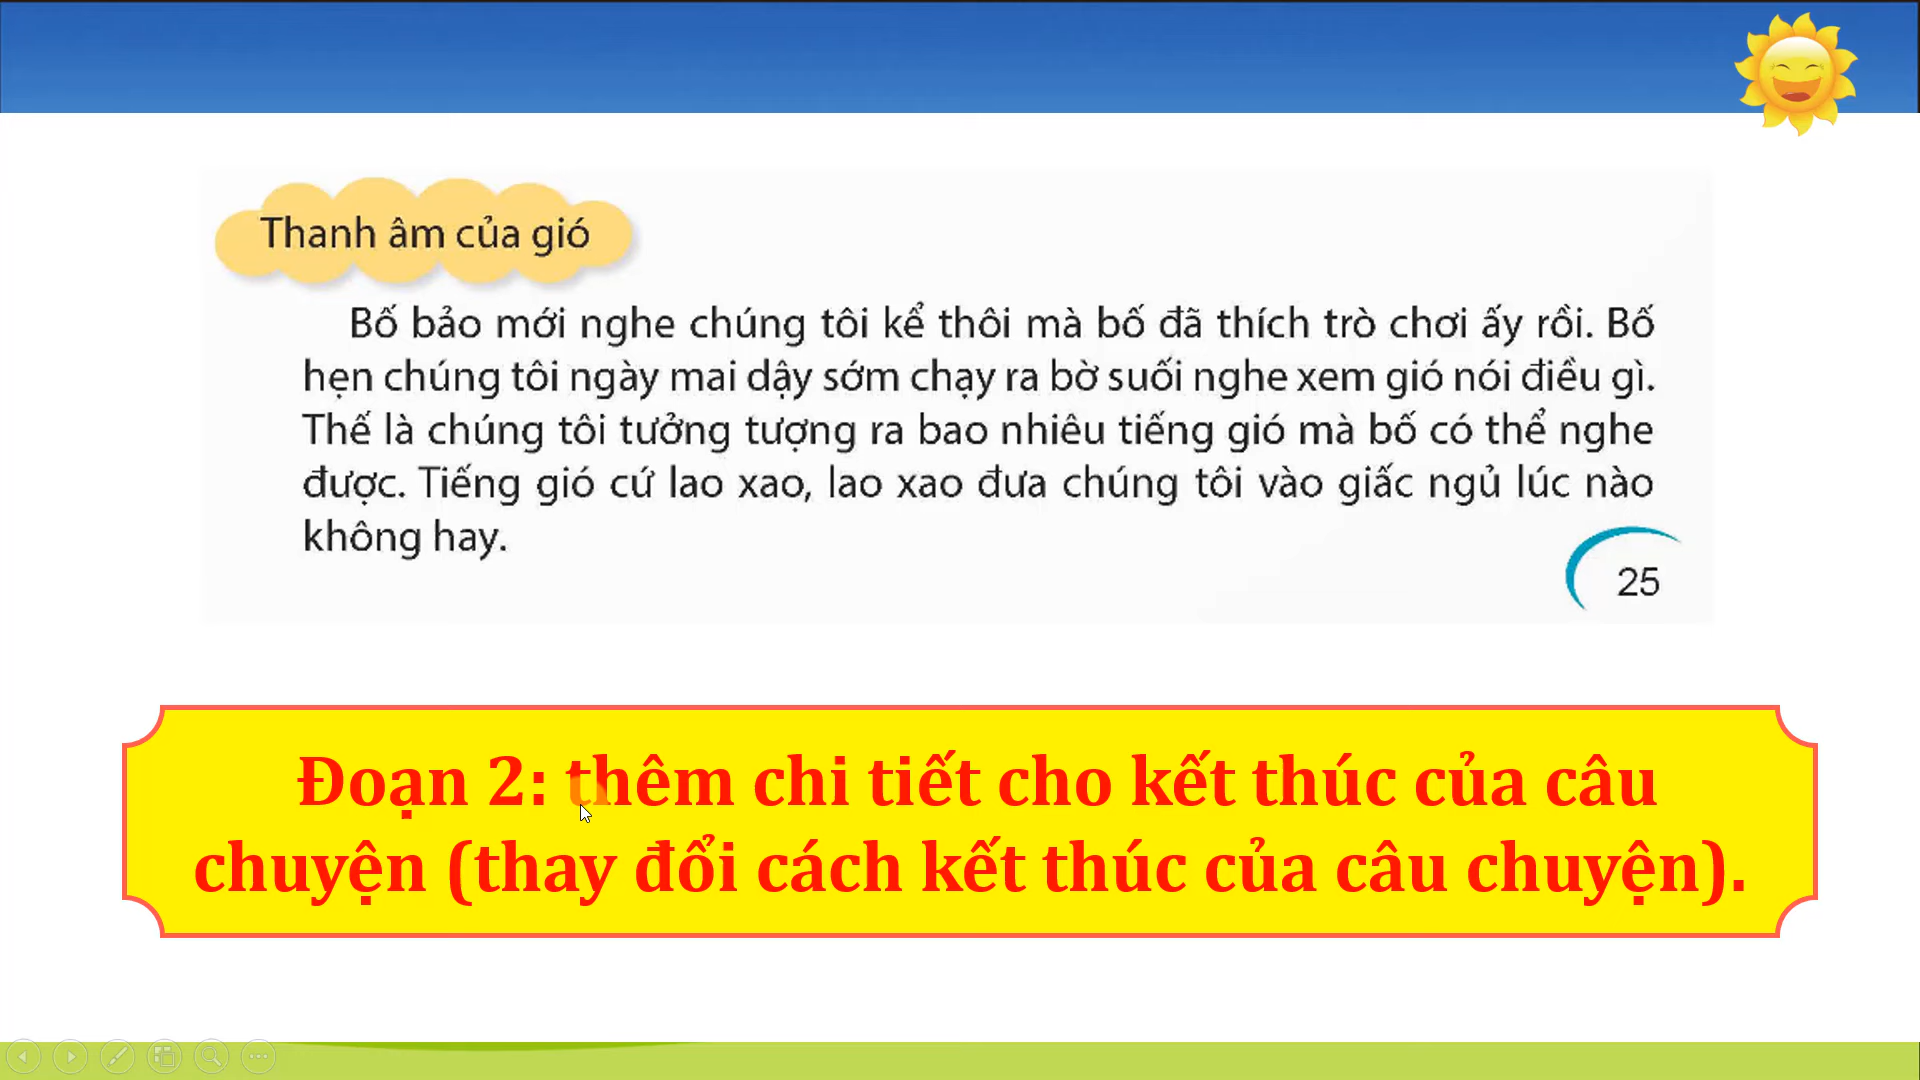 Thanh âm của gió
Bố bảo mới nghe chúng tôi kể thôi mà bố đã thích trò chơi ấy rồi. Bố
hẹn chúng tôi ngày mai dậy sớm chạy ra bờ suối nghe xem gió nói điều gì.
Thế là chúng tôi tưởng tượng ra bao nhiêu tiếng gió mà bố có thể nghe
được. Tiếng gió cứ lao xao, lao xao đưa chúng tôi vào giấc ngủ lúc nào
không hay.
25
Đoạn 2: thêm chi tiết cho kết thúc của câu
chuyện (thay đổi cách kết thúc của câu chuyện).